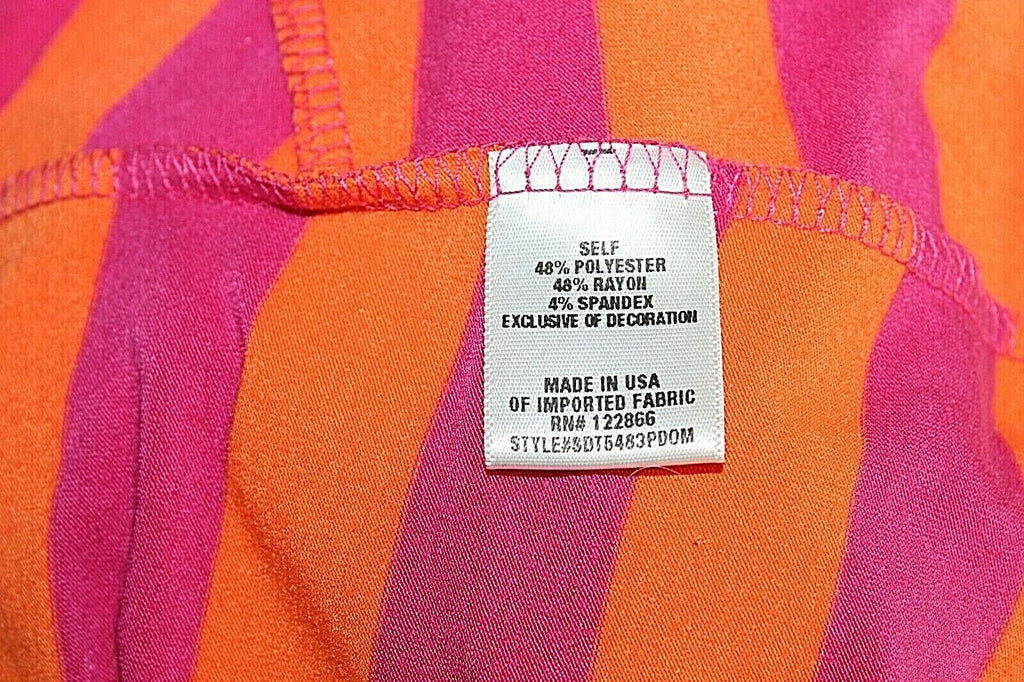 SELF
48% POLYESTER
48% RAYON
4% SPANDEX
EXCLUSIVE OF DECORATION
MADE IN USA
OF IMPORTED FABRIC
RN# 122866
STYLE#SDT5483PDOM